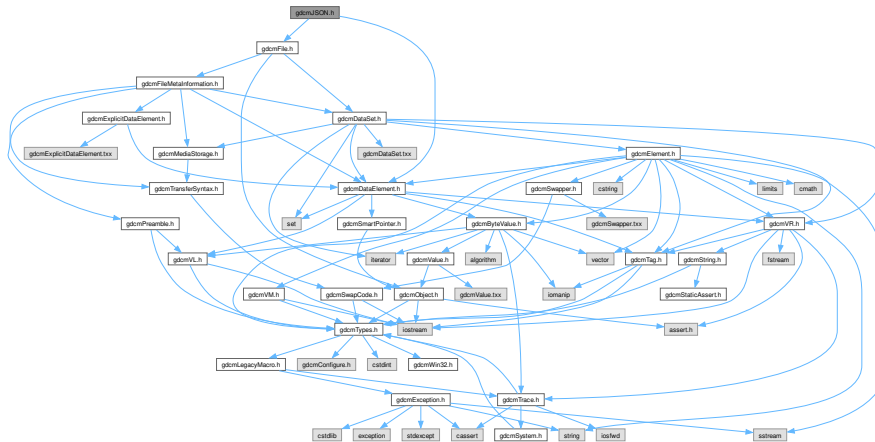 gdcmJSON.h
gdcmFile.h
gdcmFileMetaInformation.h
gdcmExplicitDataElement.h
gdcmDataSet.h
gdcmExplicitDataElement.txx
gdcmMediaStorage.h
gdcmDataSet.txx
gdcmElement.h
gdcmTransferSyntax.h
gdcmDataElement.h
gdcmSwapper.h
cstring
limits
cmath
gdcmPreamble.h
set
gdcmSmartPointer.h
gdcmByteValue.h
gdcmSwapper.txx
gdcmVR.h
gdcmVL.h
iterator
gdcmValue.h
algorithm
vector
gdcmTag.h
gdcmString.h
fstream
gdcmVM.h
gdcmSwapCode.h
gdcmObject.h
gdcmValue.txx
iomanip
gdcmStaticAssert.h
gdcmTypes.h
iostream
assert.h
gdcmLegacyMacro.h
gdcmConfigure.h
cstdint
gdcmWin32.h
gdcmException.h
gdcmTrace.h
cstdlib
exception
stdexcept
cassert
gdcmSystem.h
string
iosfwd
sstream